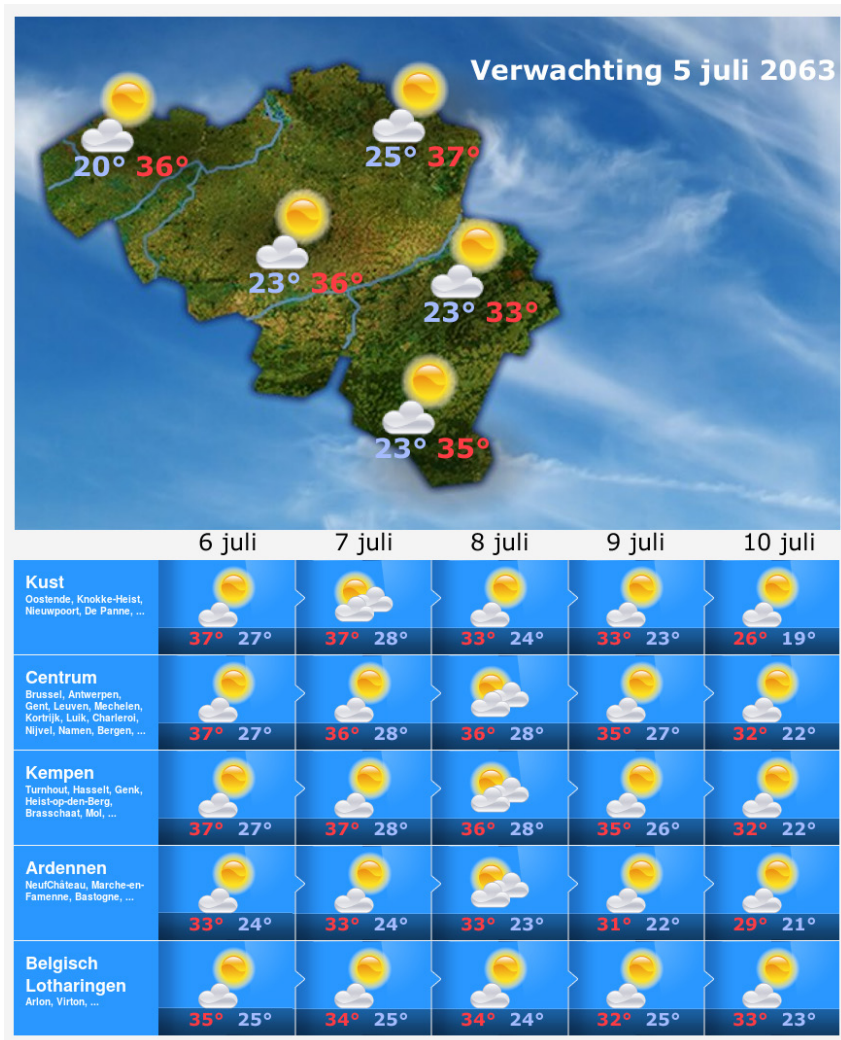 Verwachting 5 juli 2063
20° 36°
25° 37°
23° 36°
23° 33°
23° 35°
6 juli 7 juli 8 juli 9 juli 10 juli
Kust
Oostende, Knokke-Heist,
Nieuwpoort, De Panne, ...
37° 27° 37° 28° 33° 24° 33° 23° 26° 19°
Centrum
Brussel, Antwerpen,
Gent, Leuven, Mechelen,
Kortrijk, Luik, Charleroi,
Nijvel, Namen, Bergen, ...
37° 27° 36° 28° 36° 28° 35° 27° 32° 22°
Kempen
Turnhout, Hasselt, Genk,
Heist-op-den-Berg,
Brasschaat, Mol, ...
37° 27° 37° 28° 36° 28° 35° 26° 32° 22°
Ardennen
NeufChâteau, Marche-en-
Famenne, Bastogne, ...
33° 24° 33° 24° 33° 23° 31° 22° 29° 21°
Belgisch
Lotharingen
Arlon, Virton, ...
35° 25° 34° 25° 34° 24° 32° 25° 33° 23°